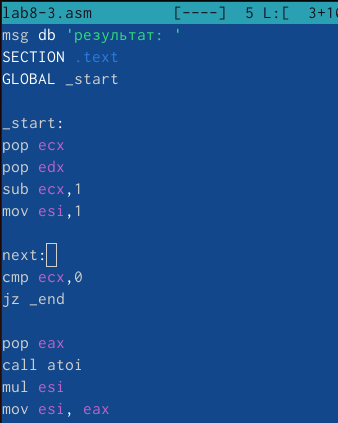 lab8-3.asm [----] 5 L:[ 3+10
msg db 'результат: '
SECTION .text
GLOBAL _start
_start:
pop ecx
pop edx
sub ecx,1
mov esi,1
next:
cmp ecx,0
jz _end
pop eax
call atoi
mul esi
mov esi, eax